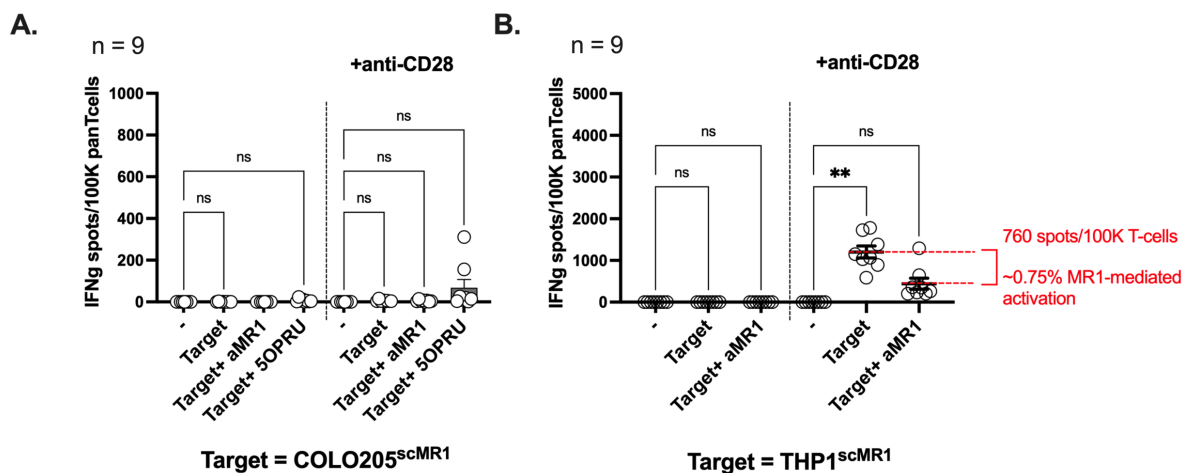 A.
n = 9
+anti-CD28
IFNg spots/100K panTcells
1000
800
600
400
200
0
ns
ns
ns
ns
ns
-
Target
Target+ aMR1
Target+ 5OPRU
-
Target
Target+ aMR1
Target+ 5OPRU
Target = COLO205scMR1
B.
n = 9
+anti-CD28
IFNg spots/100K panTcells
5000
4000
3000
2000
1000
0
ns
ns
ns
**
-
Target
Target+ aMR1
-
Target
Target+ aMR1
760 spots/100K T-cells
~0.75% MR1-mediated
activation
Target = THP1scMR1